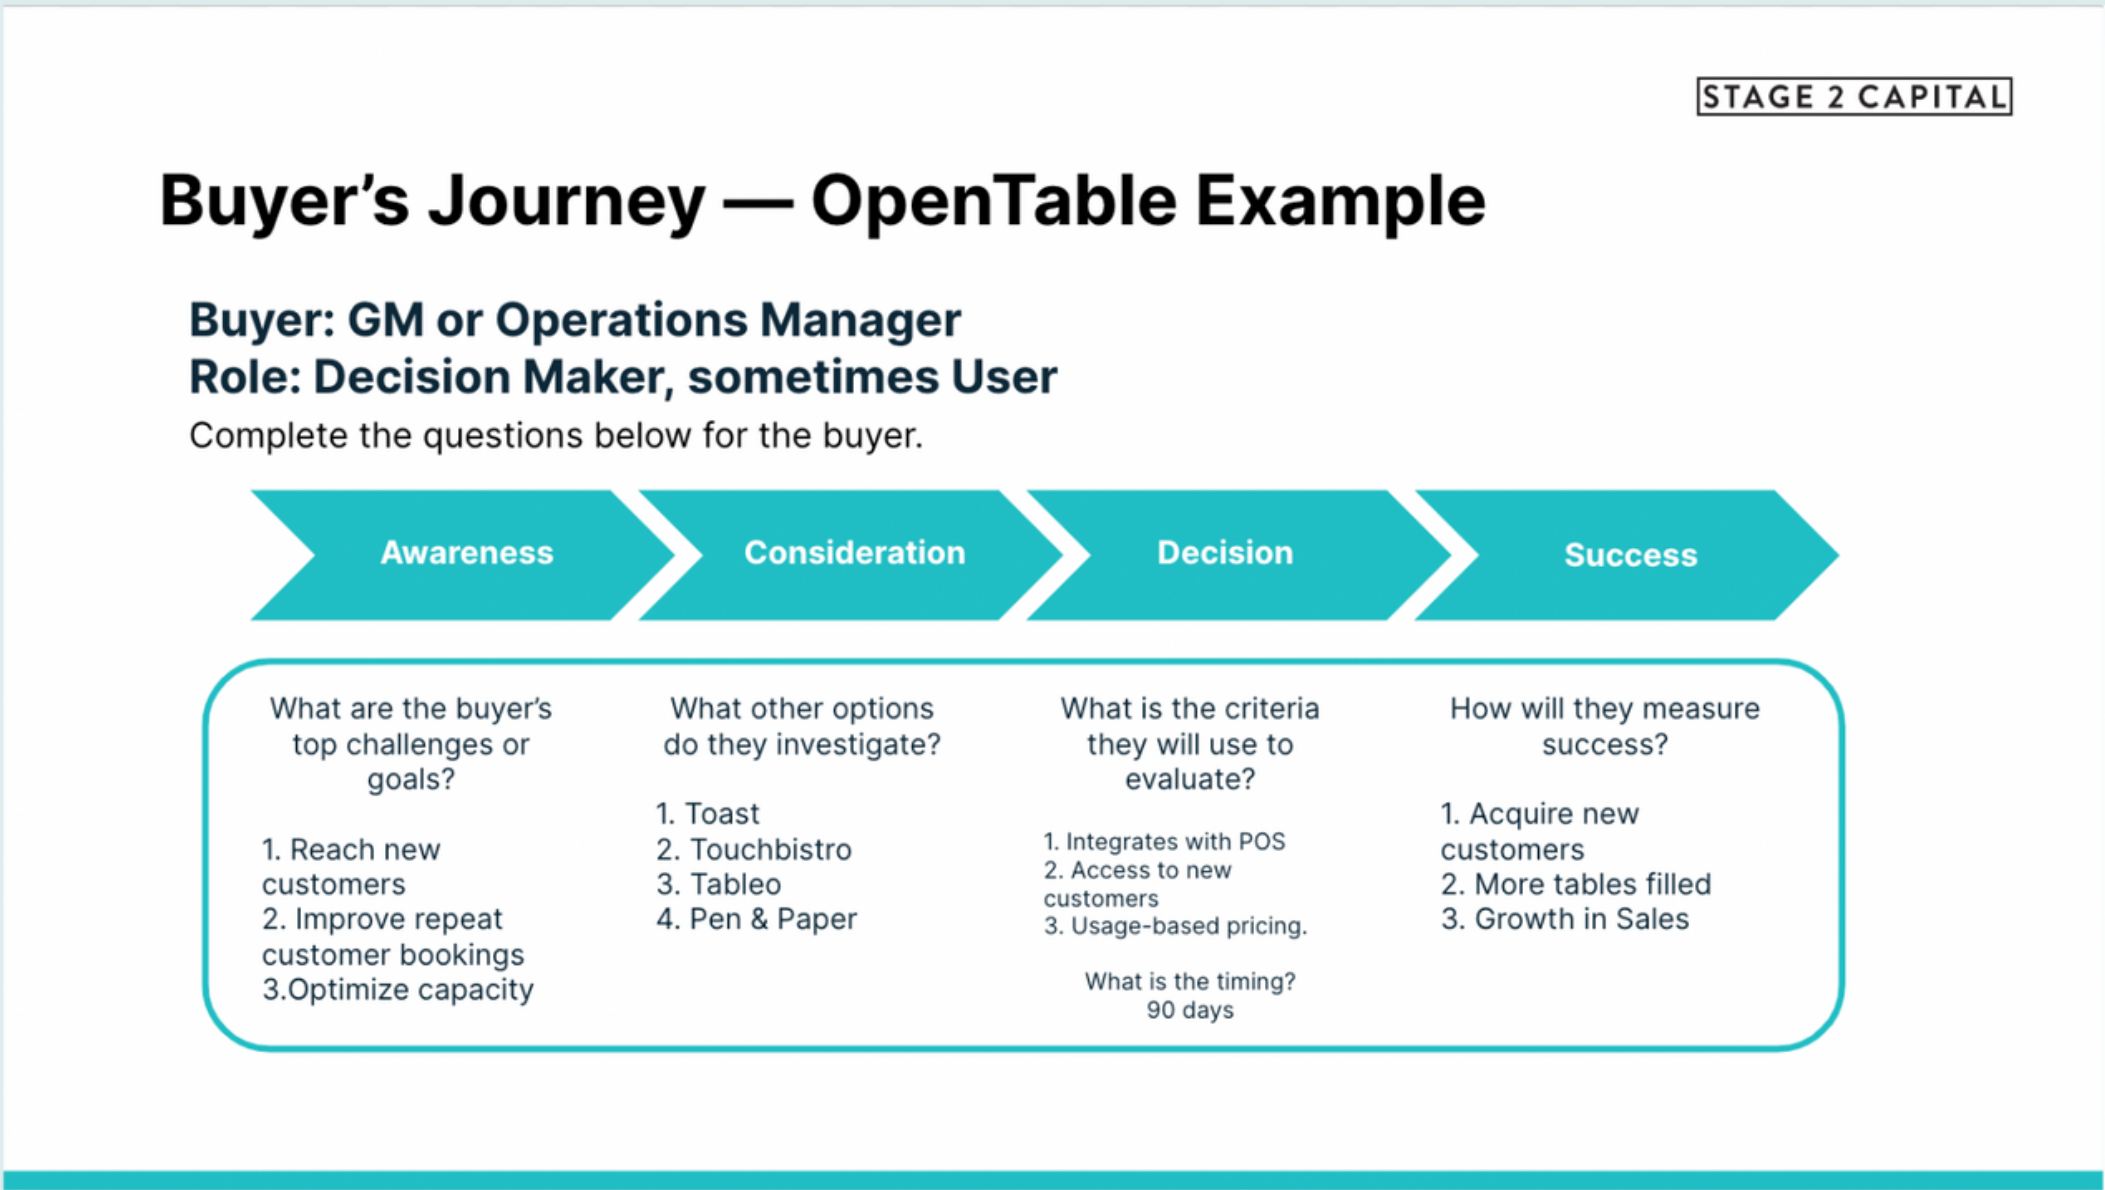 STAGE 2 CAPITAL
Buyer’s Journey — OpenTable Example
Buyer: GM or Operations Manager
Role: Decision Maker, sometimes User
Complete the questions below for the buyer.
Awareness
Consideration
Decision
Success
What are the buyer’s
top challenges or
goals?
1. Reach new
customers
2. Improve repeat
customer bookings
3.Optimize capacity
What other options
do they investigate?
1. Toast
2. Touchbistro
3. Tableo
4. Pen & Paper
What is the criteria
they will use to
evaluate?
1. Integrates with POS
2. Access to new
customers
3. Usage-based pricing.
What is the timing?
90 days
How will they measure
success?
1. Acquire new
customers
2. More tables filled
3. Growth in Sales